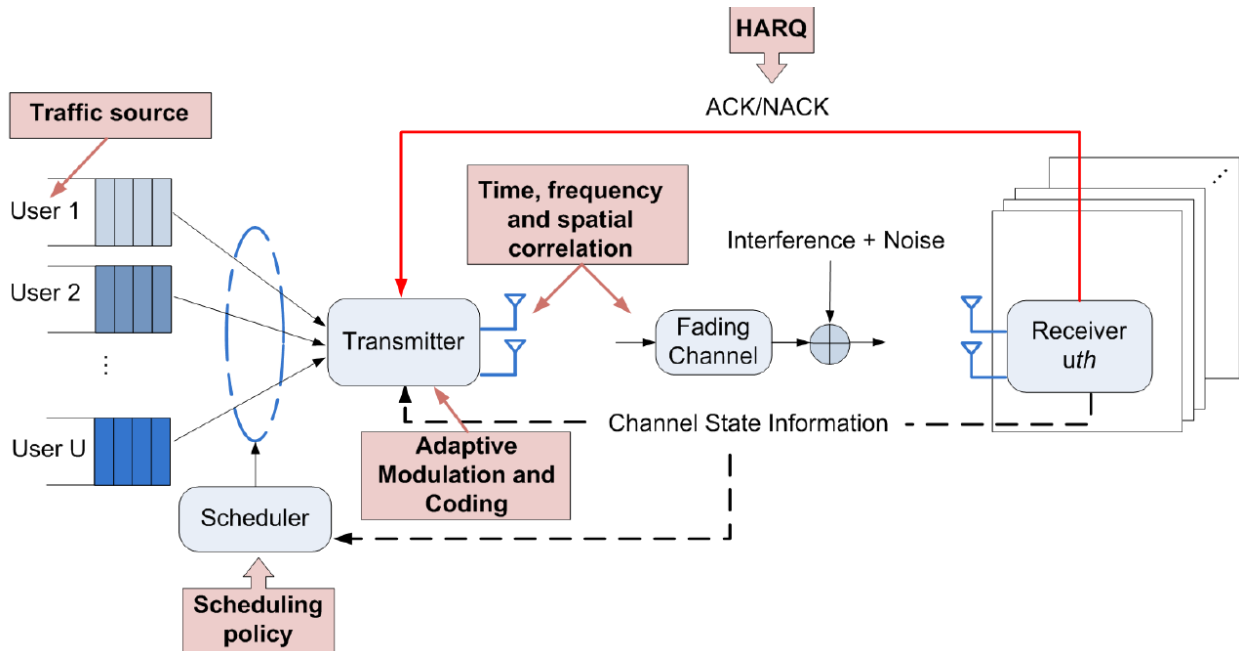 HARQ
ACK/NACK
Traffic source
User 1
User 2
⋮
User U
Time, frequency
and spatial
correlation
Interference + Noise
Transmitter
Fading
Channel
Receiver
uth
...
Channel State Information
Adaptive
Modulation and
Coding
Scheduler
Scheduling
policy